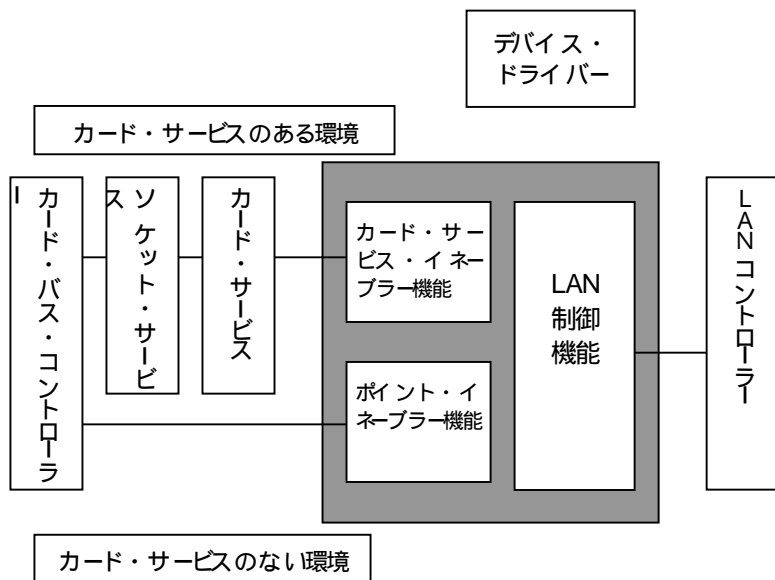 デバイス・
ドライバー
カード・サービスのある環境
カード・バス・コントローラー
ソケット・サービス
カード・サービス
カード・サー
ビス・イネー
ブラー機能
ポイント・イ
ネーブラー機能
LAN
制御
機能
LANコントローラー
カード・サービスのない環境